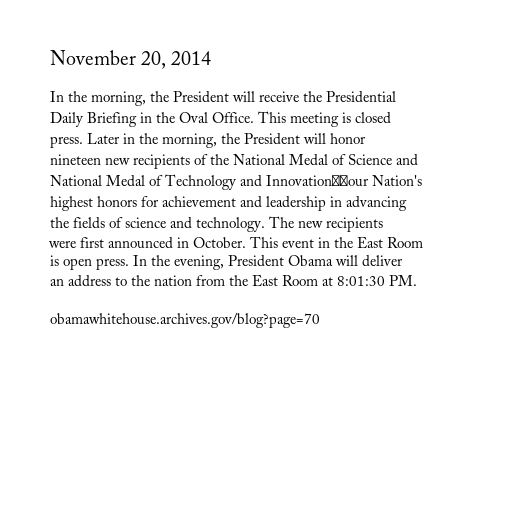 November 20, 2014
In the morning, the President will receive the Presidential
Daily Briefing in the Oval Office. This meeting is closed
press. Later in the morning, the President will honor
nineteen new recipients of the National Medal of Science and
National Medal of Technology and Innovation our Nation's
highest honors for achievement and leadership in advancing
the fields of science and technology. The new recipients
were first announced in October. This event in the East Room
is open press. In the evening, President Obama will deliver
an address to the nation from the East Room at 8:01:30 PM.
obamawhitehouse.archives.gov/blog?page=70